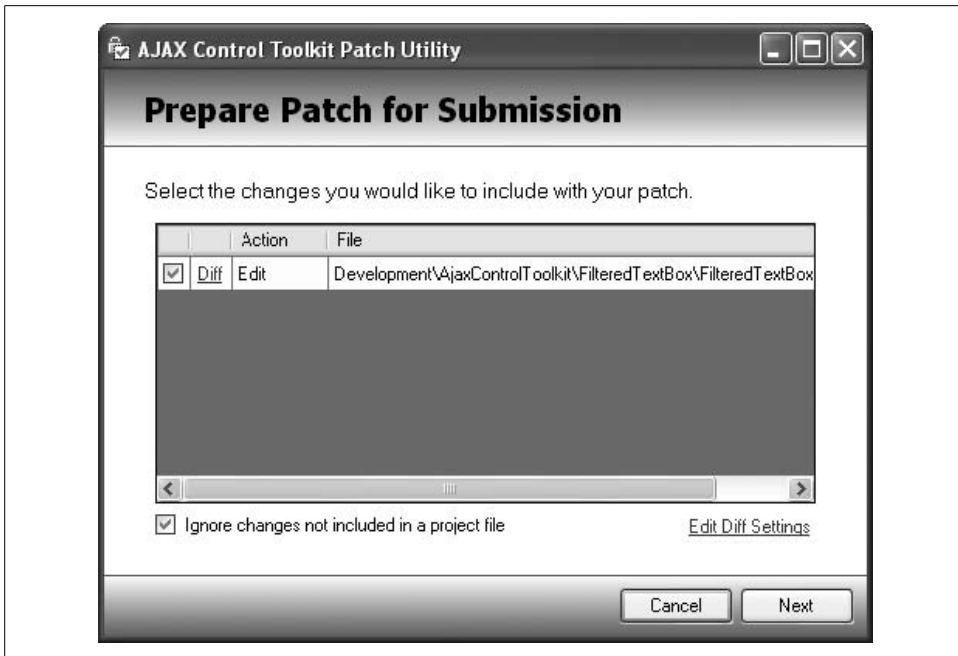 AJAX Control Toolkit Patch Utility
Prepare Patch for Submission
Select the changes you would like to include with your patch.
Action File
Diff Edit Development\AjaxControlToolkit\FilteredTextBox\FilteredTextBox
Ignore changes not included in a project file
Edit Diff Settings
Cancel Next